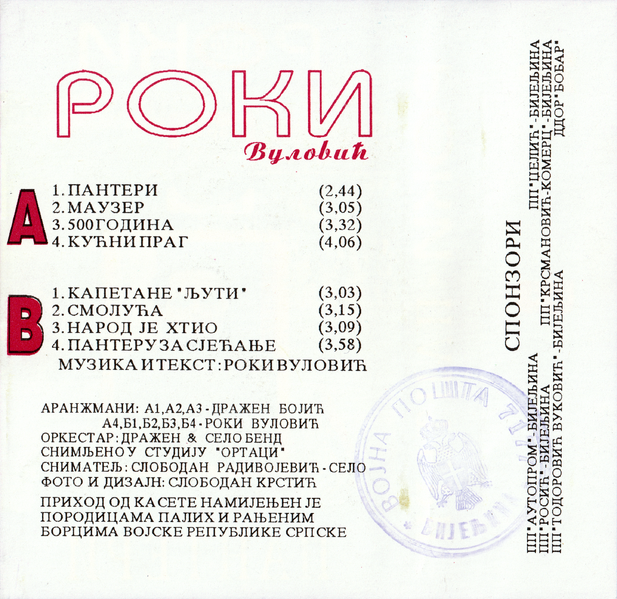 РОКИ
Вуловић
А
1. ПАНТЕРИ (2,44)
2. МАУЗЕР (3,05)
3. 500 ГОДИНА (3,32)
4. КУЋНИ ПРАГ (4,06)
B
1. КАПЕТАНЕ "ЉУТИ" (3,03)
2. СМОЛУЋА (3,15)
3. НАРОД ЈЕ ХТИО (3,09)
4. ПАНТЕРУ ЗА СЈЕЋАЊЕ (3,58)
МУЗИКА И ТЕКСТ: РОКИ ВУЛОВИЋ
АРАНЖМАНИ: А1,А2,А3 - ДРАЖЕН БОЈИЋ
А4,Б1,Б2,Б3,Б4 - РОКИ ВУЛОВИЋ
ОРКЕСТАР: ДРАЖЕН & СЕЛО БЕНД
СНИМЉЕНО У СТУДИЈУ "ОРТАЦИ"
СНИМАТЕЉ: СЛОБОДАН РАДИВОЈЕВИЋ - СЕЛО
ФОТО И ДИЗАЈН: СЛОБОДАН КРСТИЋ
ПРИХОД ОД КАСЕТЕ НАМИЈЕЊЕН ЈЕ
ПОРОДИЦАМА ПАЛИХ И РАЊЕНИМ
БОРЦИМА ВОЈСКЕ РЕПУБЛИКЕ СРПСКЕ
ВОЈНА ПОШТА
БИЈЕЉИНА
СПОНЗОРИ
ПП"АУТОПРОМ"-БИЈЕЉИНА
ПП"РОСИЋ"-БИЈЕЉИНА
ПП"ТОДОРОВИЋ ВУКОВИЋ"-БИЈЕЉИНА
ПП"ЏЕЛИЋ"-БИЈЕЉИНА
ПП"КРСМАНОВИЋ-КОМЕРЦ"-БИЈЕЉИНА
ДДОР"БОБАР"